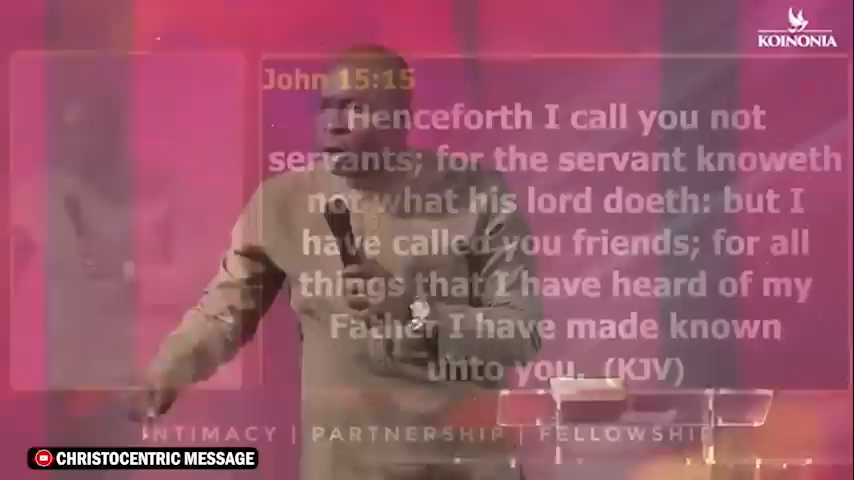 KOINONIA
John 15:15
Henceforth I call you not
servants; for the servant knoweth
not what his lord doeth: but I
have called you friends; for all
things that I have heard of my
Father I have made known
unto you. (KJV)
INTIMACY | PARTNERSHIP | FELLOWSHIP
CHRISTOCENTRIC MESSAGE